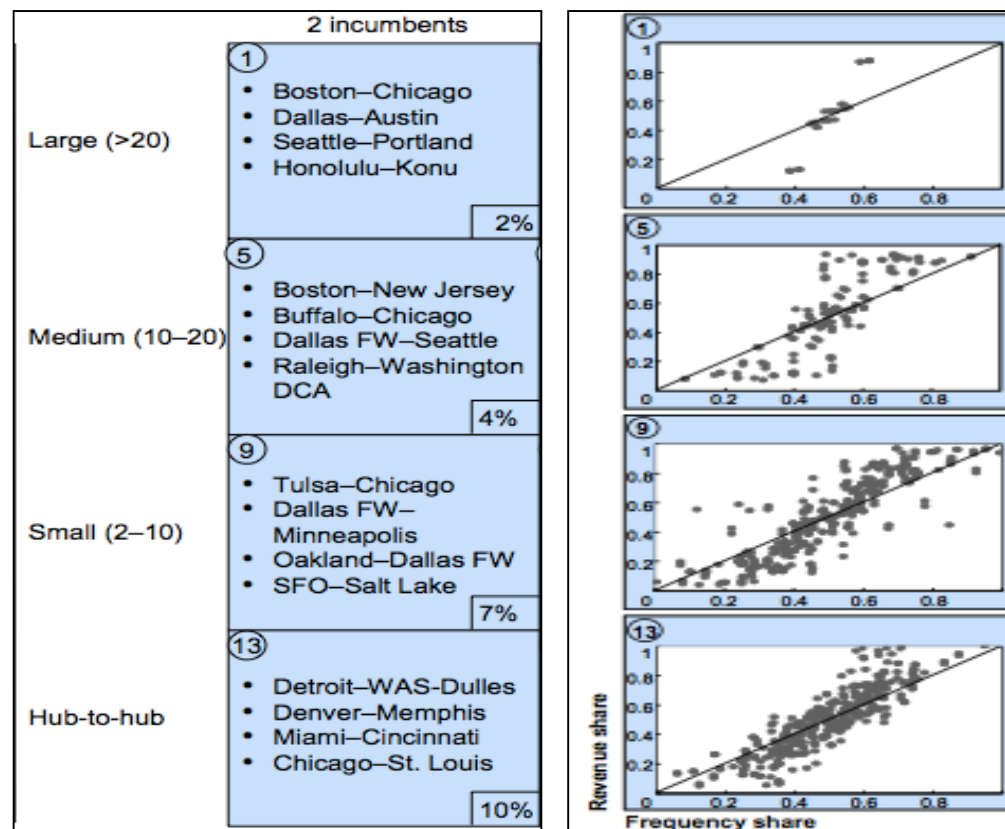 2 incumbents
1
• Boston–Chicago
• Dallas–Austin
Large (>20)
• Seattle–Portland
• Honolulu–Konu
2%
5
• Boston–New Jersey
• Buffalo–Chicago
Medium (10–20)
• Dallas FW–Seattle
• Raleigh–Washington
DCA
4%
9
• Tulsa–Chicago
• Dallas FW–
Minneapolis
Small (2–10)
• Oakland–Dallas FW
• SFO–Salt Lake
7%
13
• Detroit–WAS-Dulles
• Denver–Memphis
Hub-to-hub
• Miami–Cincinnati
• Chicago–St. Louis
10%
1
1
0.8
0.6
0.4
0.2
0 0.2 0.4 0.6 0.8
5
1
0.8
0.6
0.4
0.2
0 0.2 0.4 0.6 0.8
9
1
0.8
0.6
0.4
0.2
0 0.2 0.4 0.6 0.8
13
1
0.8
0.6
0.4
0.2
0 0.2 0.4 0.6 0.8
Revenue share
Frequency share